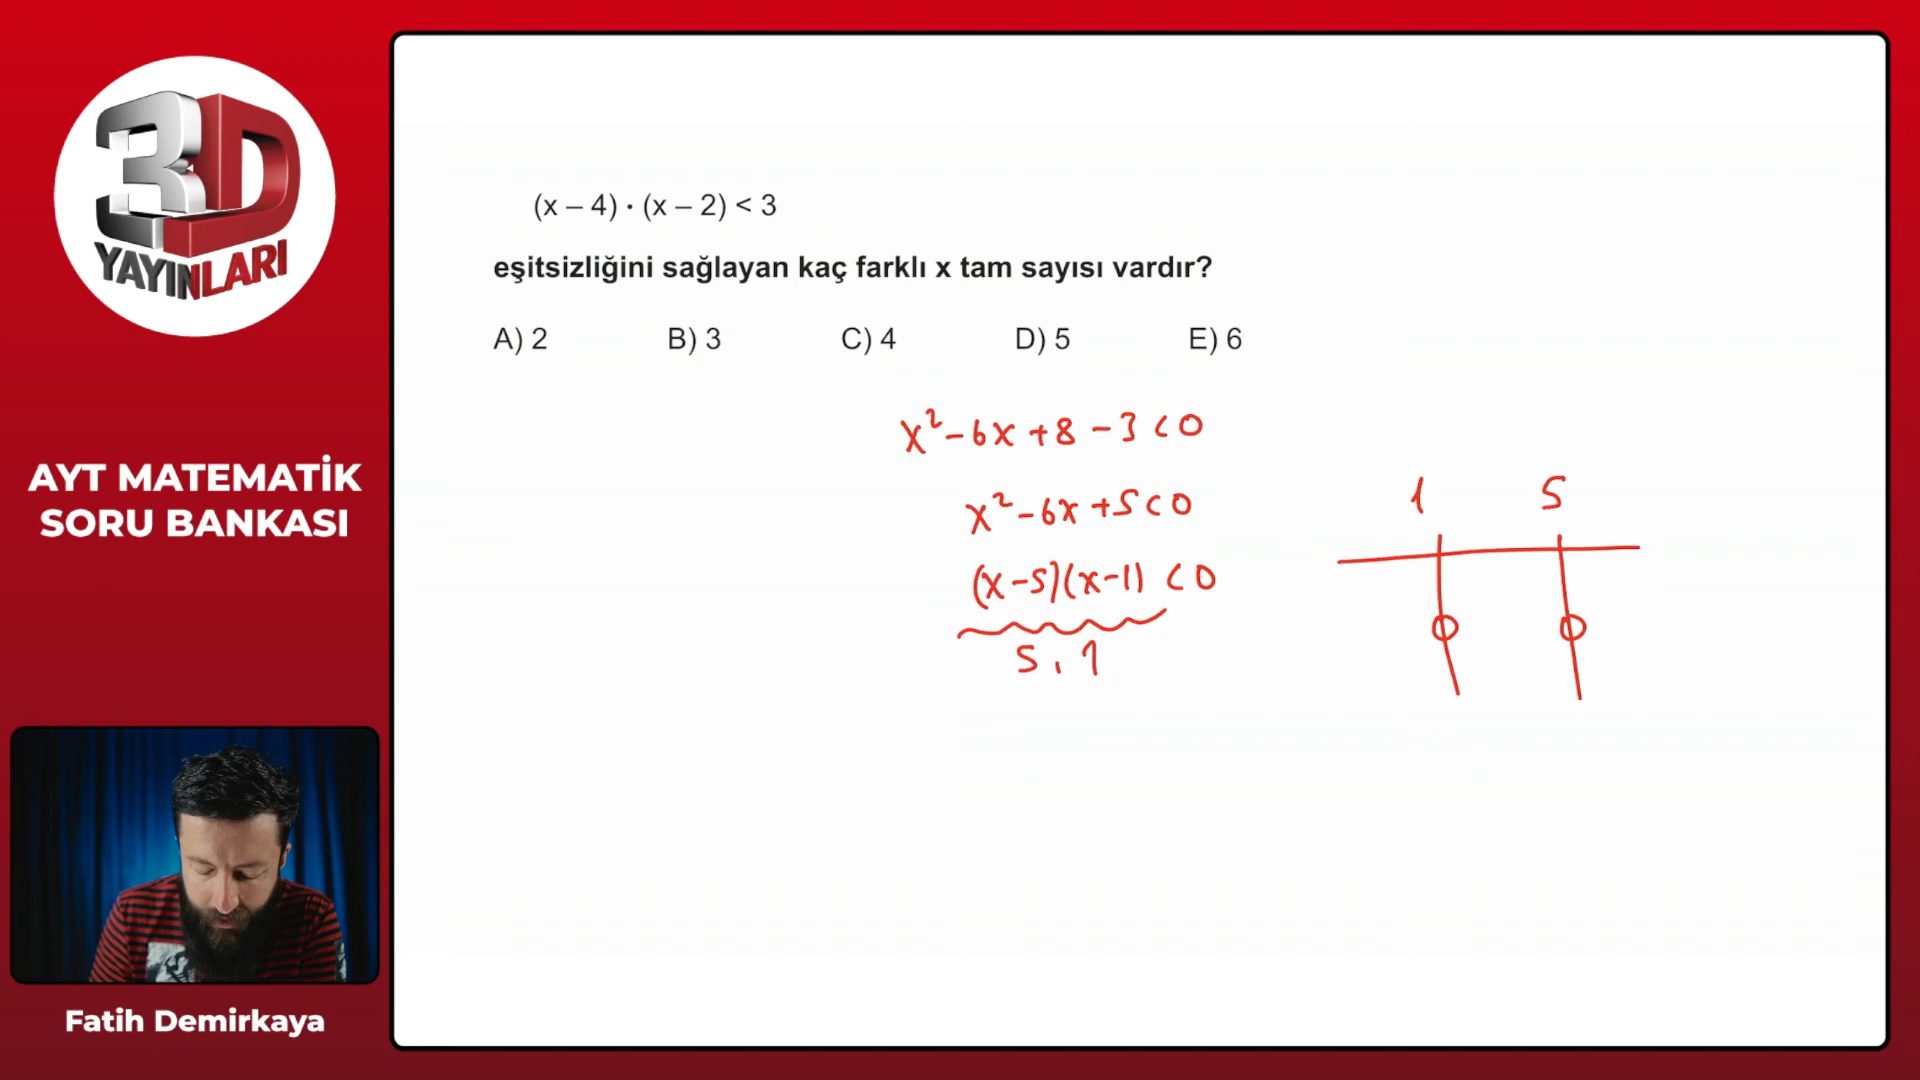 3D
YAYINLARI
AYT MATEMATİK
SORU BANKASI
Fatih Demirkaya
(x – 4) · (x – 2) < 3
eşitsizliğini sağlayan kaç farklı x tam sayısı vardır?
A) 2 B) 3 C) 4 D) 5 E) 6
x² - 6x + 8 - 3 < 0
x² - 6x + 5 < 0
(x - 5)(x - 1) < 0
5, 1
1 5